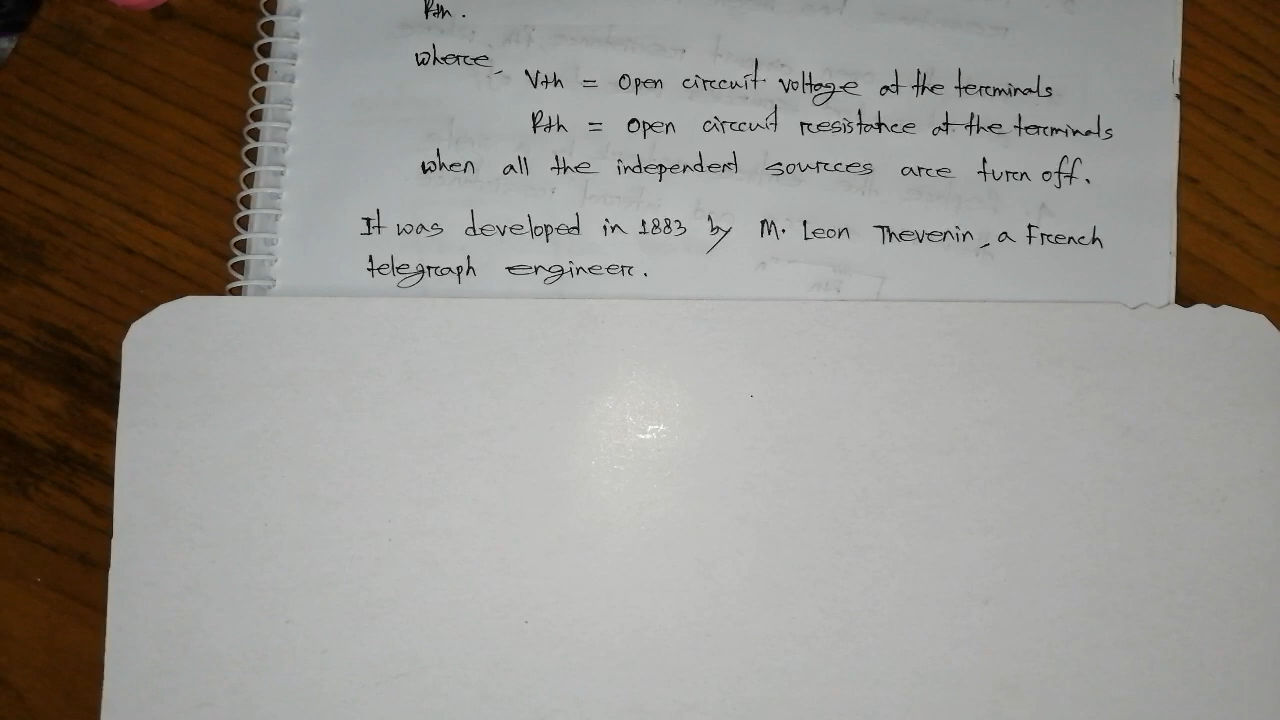 Rth.
where,
Vth = Open circuit voltage at the terminals
Rth = Open circuit resistance at the terminals
when all the independent sources are turn off.
It was developed in 1883 by M. Leon Thevenin, a French
telegraph engineer.